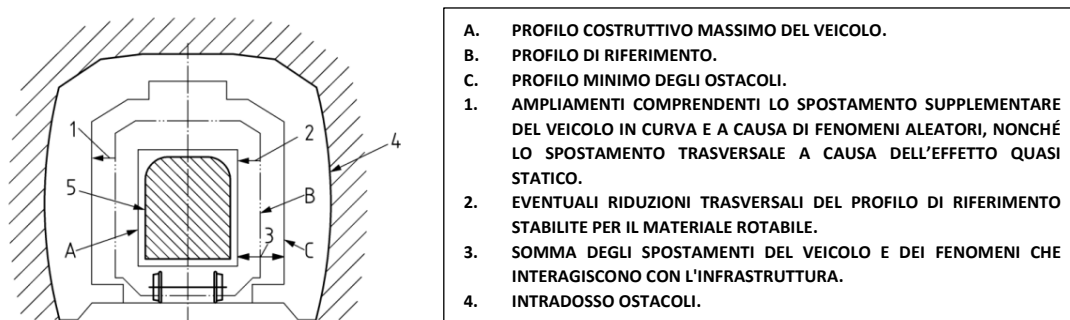 1
2
4
5
B
3
A
C
A. PROFILO COSTRUTTIVO MASSIMO DEL VEICOLO.
B. PROFILO DI RIFERIMENTO.
C. PROFILO MINIMO DEGLI OSTACOLI.
1. AMPLIAMENTI COMPRENDENTI LO SPOSTAMENTO SUPPLEMENTARE
DEL VEICOLO IN CURVA E A CAUSA DI FENOMENI ALEATORI, NONCHÉ
LO SPOSTAMENTO TRASVERSALE A CAUSA DELL’EFFETTO QUASI
STATICO.
2. EVENTUALI RIDUZIONI TRASVERSALI DEL PROFILO DI RIFERIMENTO
STABILITE PER IL MATERIALE ROTABILE.
3. SOMMA DEGLI SPOSTAMENTI DEL VEICOLO E DEI FENOMENI CHE
INTERAGISCONO CON L'INFRASTRUTTURA.
4. INTRADOSSO OSTACOLI.